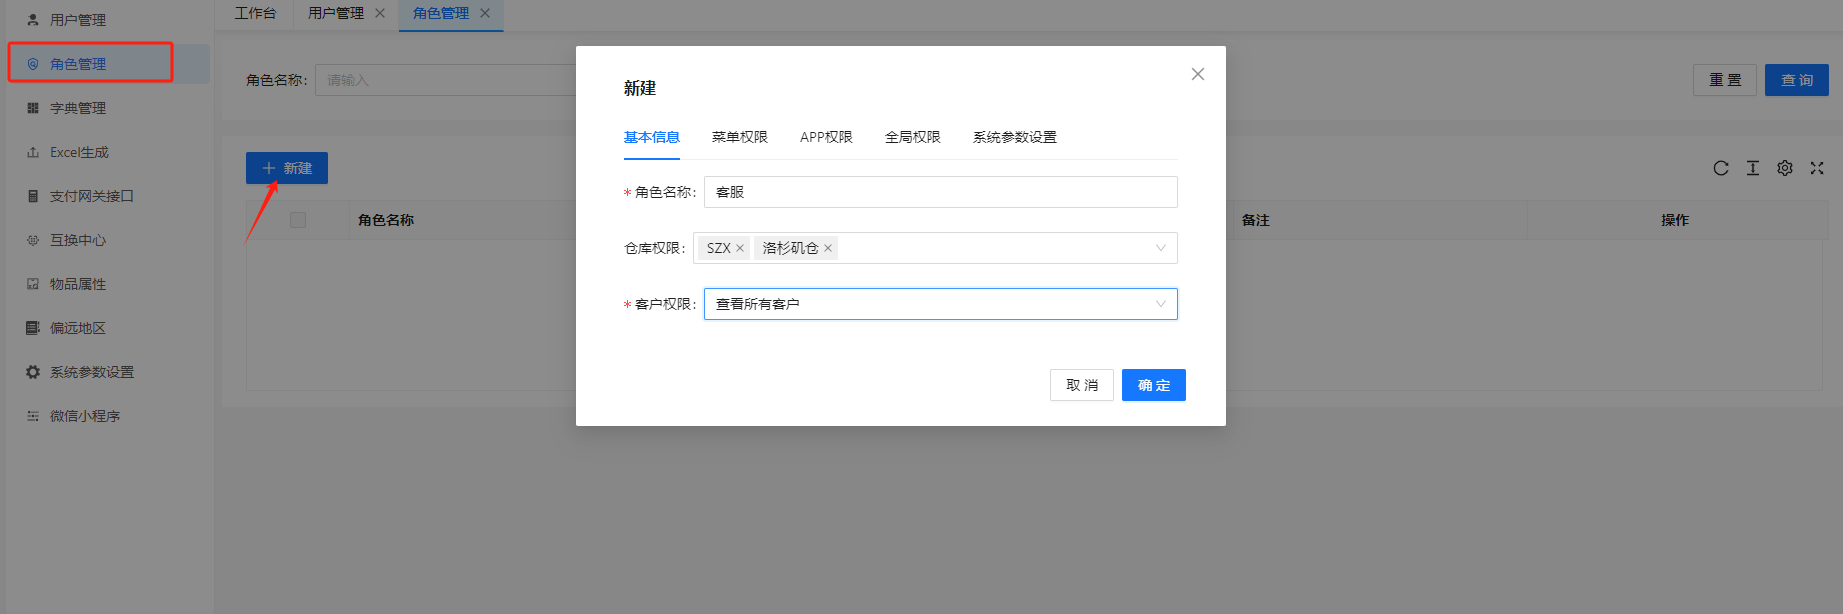 用户管理
角色管理
字典管理
Excel生成
支付网关接口
互换中心
物品属性
偏远地区
系统参数设置
微信小程序
工作台 用户管理 角色管理
角色名称: 请输入 重 置 查 询
新建
角色名称 备注 操作
新建
基本信息 菜单权限 APP权限 全局权限 系统参数设置
* 角色名称: 客服
仓库权限: SZX 洛杉矶仓
* 客户权限: 查看所有客户
取 消 确 定